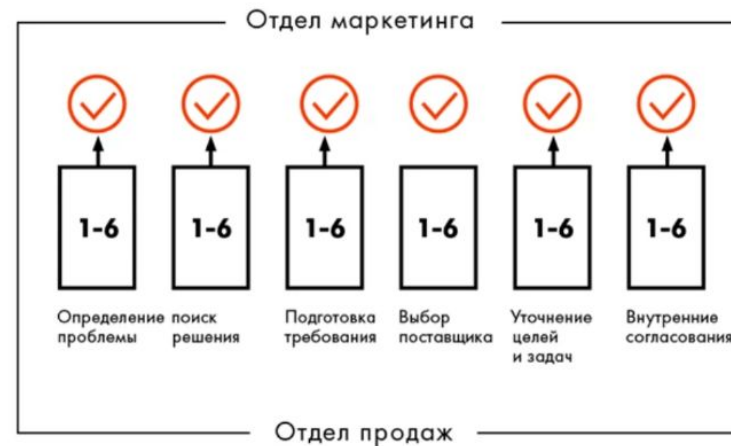 Отдел маркетинга
1-6 1-6 1-6 1-6 1-6 1-6
Определение проблемы
поиск решения
Подготовка требования
Выбор поставщика
Уточнение целей и задач
Внутренние согласования
Отдел продаж